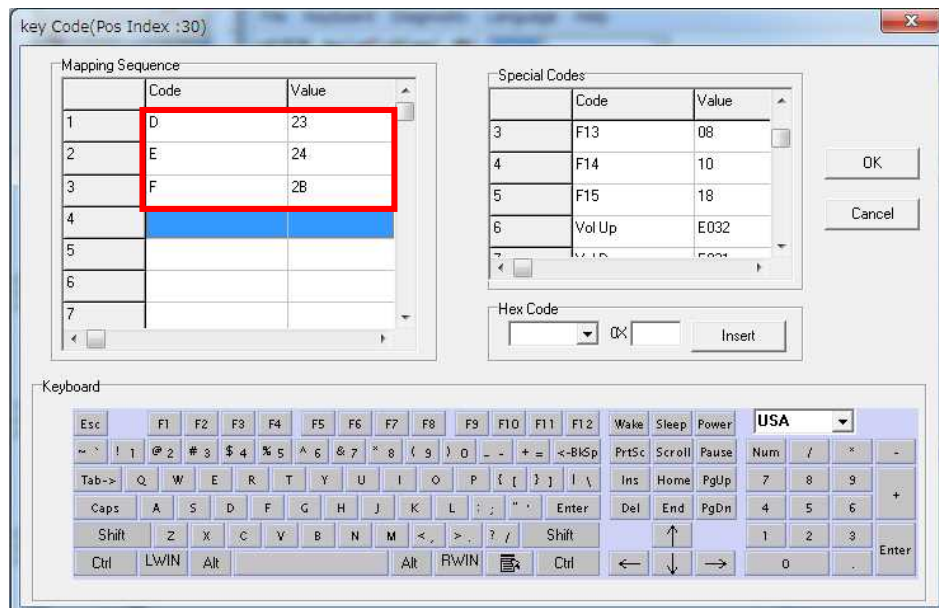 key Code(Pos Index :30)
Mapping Sequence
Code Value
1 D 23
2 E 24
3 F 2B
4
5
6
7
Special Codes
Code Value
3 F13 08
4 F14 10
5 F15 18
6 Vol Up E032
OK
Cancel
Hex Code
0X
Insert
Keyboard
Esc F1 F2 F3 F4 F5 F6 F7 F8 F9 F10 F11 F12 Wake Sleep Power USA
~ ` ! 1 @ 2 # 3 $ 4 % 5 ^ 6 & 7 * 8 ( 9 ) 0 _ - + = <-BkSp PrtSc Scroll Pause Num / * -
Tab-> Q W E R T Y U I O P { [ } ] | \ Ins Home PgUp 7 8 9 +
Caps A S D F G H J K L : ; " ' Enter Del End PgDn 4 5 6
Shift Z X C V B N M < , > . ? / Shift ↑ 1 2 3 Enter
Ctrl LWIN Alt Alt RWIN Ctrl ← ↓ → 0 .